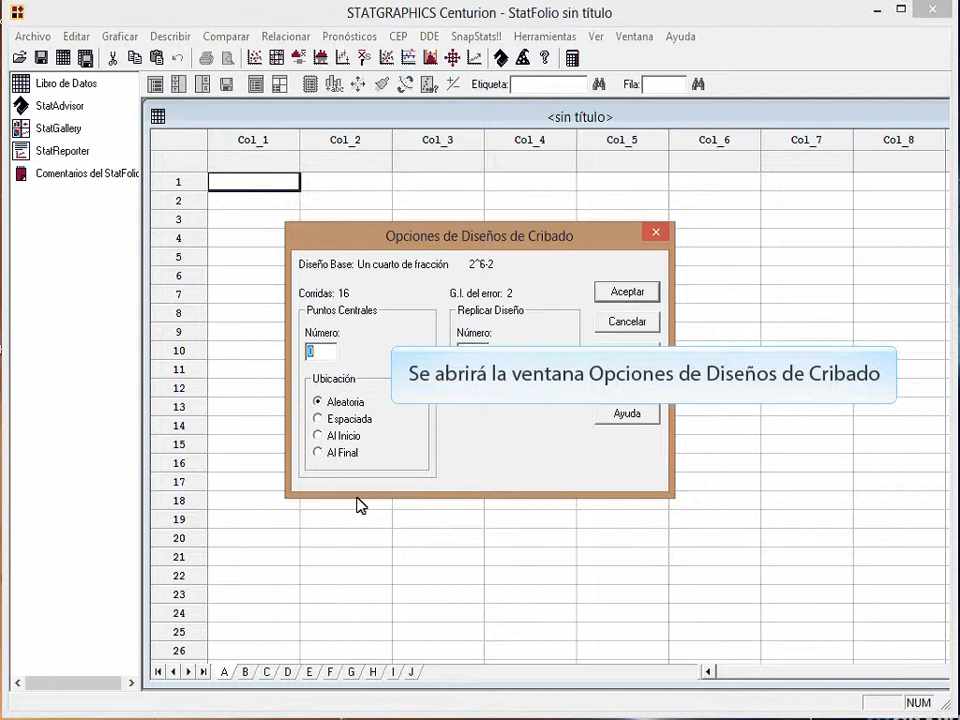 STATGRAPHICS Centurion - StatFolio sin título
Archivo Editar Graficar Describir Comparar Relacionar Pronósticos CEP DDE SnapStats!! Herramientas Ver Ventana Ayuda
Etiqueta: Fila:
Libro de Datos
StatAdvisor
StatGallery
StatReporter
Comentarios del StatFolio
<sin título>
Col_1 Col_2 Col_3 Col_4 Col_5 Col_6 Col_7 Col_8
1
2
3
4
5
6
7
8
9
10
11
12
13
14
15
16
17
18
19
20
21
22
23
24
25
26
Opciones de Diseños de Cribado
Diseño Base: Un cuarto de fracción 2^6-2
Corridas: 16 G.l. del error: 2
Puntos Centrales Replicar Diseño
Número: Número:
0
Ubicación
Aleatoria
Espaciada
Al Inicio
Al Final
Aceptar
Cancelar
Ayuda
Se abrirá la ventana Opciones de Diseños de Cribado
A B C D E F G H I J
NUM